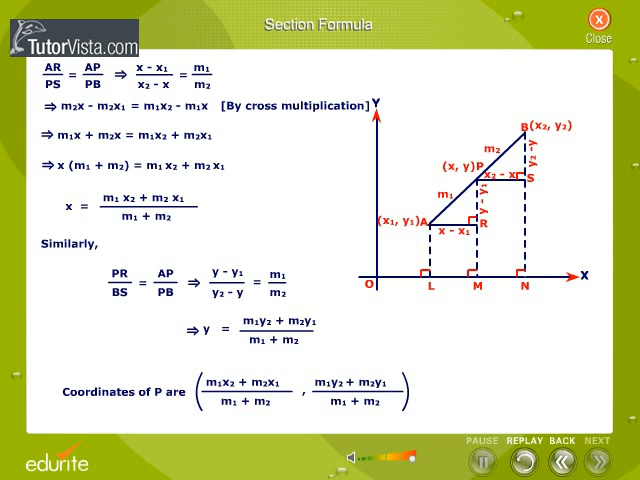 Section Formula
Close
TutorVista.com
AR/PS = AP/PB ⇒ x - x₁/x₂ - x = m₁/m₂
⇒ m₂x - m₂x₁ = m₁x₂ - m₁x [By cross multiplication]
⇒ m₁x + m₂x = m₁x₂ + m₂x₁
⇒ x (m₁ + m₂) = m₁ x₂ + m₂ x₁
x = m₁ x₂ + m₂ x₁/m₁ + m₂
Similarly,
PR/BS = AP/PB ⇒ y - y₁/y₂ - y = m₁/m₂
⇒ y = m₁y₂ + m₂y₁/m₁ + m₂
Coordinates of P are (m₁x₂ + m₂x₁/m₁ + m₂ , m₁y₂ + m₂y₁/m₁ + m₂)
Y
B(x₂, y₂)
m₂
y₂ - y
(x, y)P
x₂ - x
S
m₁
y - y₁
(x₁, y₁)A
R
x - x₁
X
O
L
M
N
edurite
PAUSE REPLAY BACK NEXT